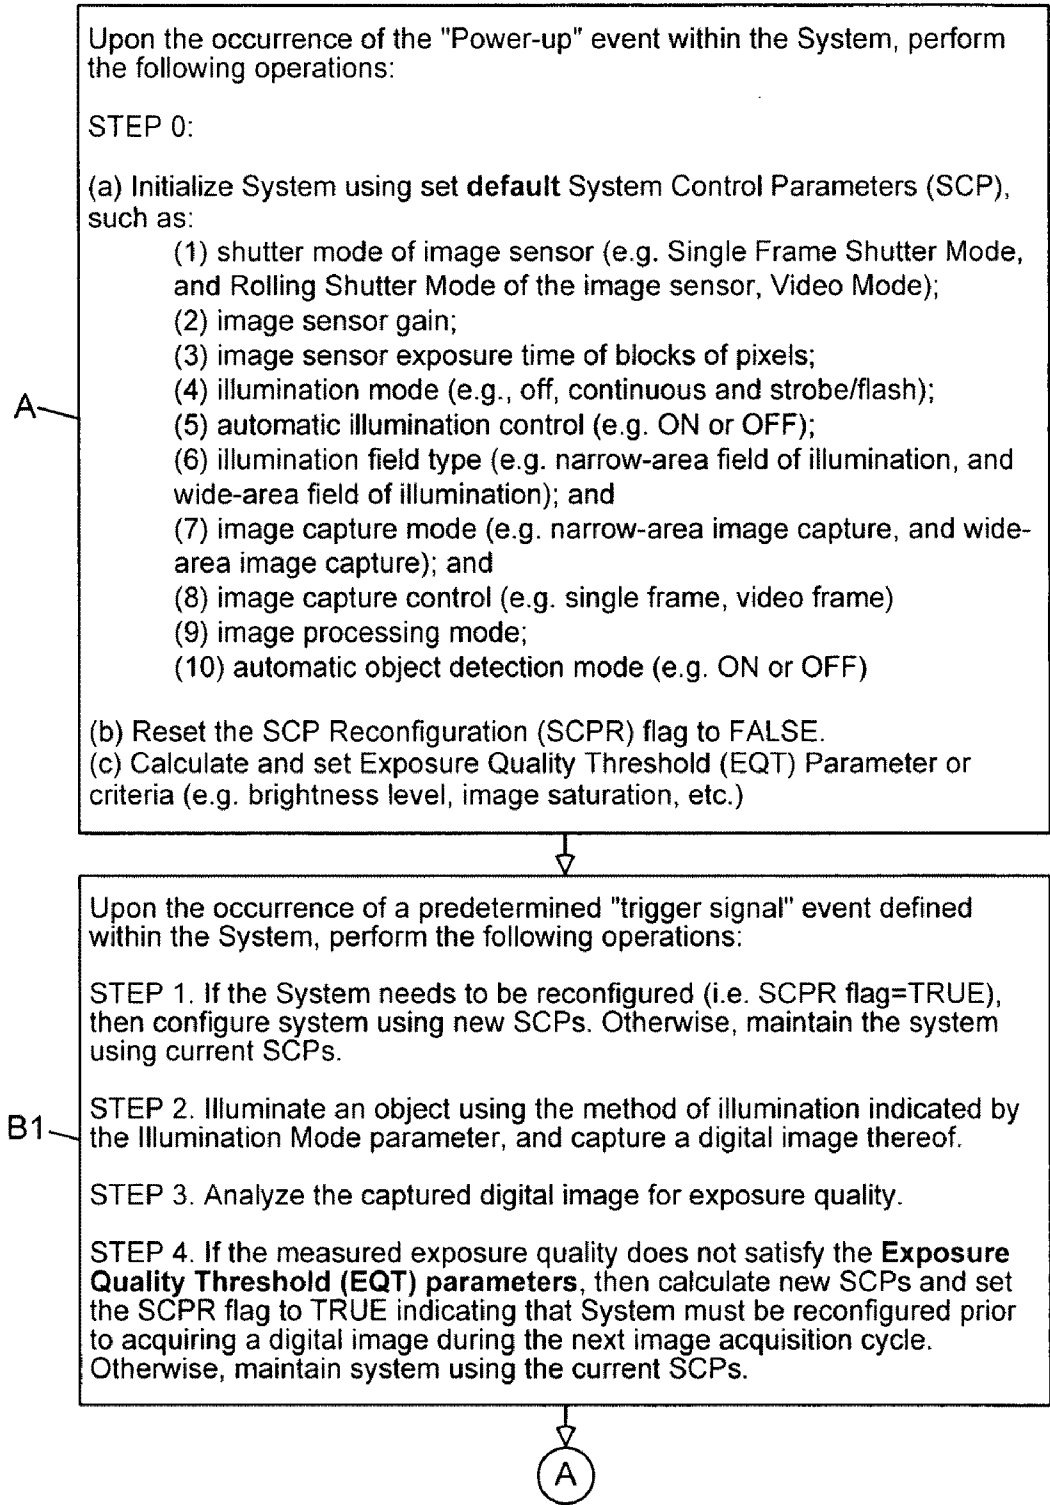 Upon the occurrence of the "Power-up" event within the System, perform
the following operations:
STEP 0:
(a) Initialize System using set default System Control Parameters (SCP),
such as:
(1) shutter mode of image sensor (e.g. Single Frame Shutter Mode,
and Rolling Shutter Mode of the image sensor, Video Mode);
(2) image sensor gain;
(3) image sensor exposure time of blocks of pixels;
(4) illumination mode (e.g., off, continuous and strobe/flash);
A
(5) automatic illumination control (e.g. ON or OFF);
(6) illumination field type (e.g. narrow-area field of illumination, and
wide-area field of illumination); and
(7) image capture mode (e.g. narrow-area image capture, and wide-
area image capture); and
(8) image capture control (e.g. single frame, video frame)
(9) image processing mode;
(10) automatic object detection mode (e.g. ON or OFF)
(b) Reset the SCP Reconfiguration (SCPR) flag to FALSE.
(c) Calculate and set Exposure Quality Threshold (EQT) Parameter or
criteria (e.g. brightness level, image saturation, etc.)
Upon the occurrence of a predetermined "trigger signal" event defined
within the System, perform the following operations:
STEP 1. If the System needs to be reconfigured (i.e. SCPR flag=TRUE),
then configure system using new SCPs. Otherwise, maintain the system
using current SCPs.
STEP 2. Illuminate an object using the method of illumination indicated by
B1
the Illumination Mode parameter, and capture a digital image thereof.
STEP 3. Analyze the captured digital image for exposure quality.
STEP 4. If the measured exposure quality does not satisfy the Exposure
Quality Threshold (EQT) parameters, then calculate new SCPs and set
the SCPR flag to TRUE indicating that System must be reconfigured prior
to acquiring a digital image during the next image acquisition cycle.
Otherwise, maintain system using the current SCPs.
A